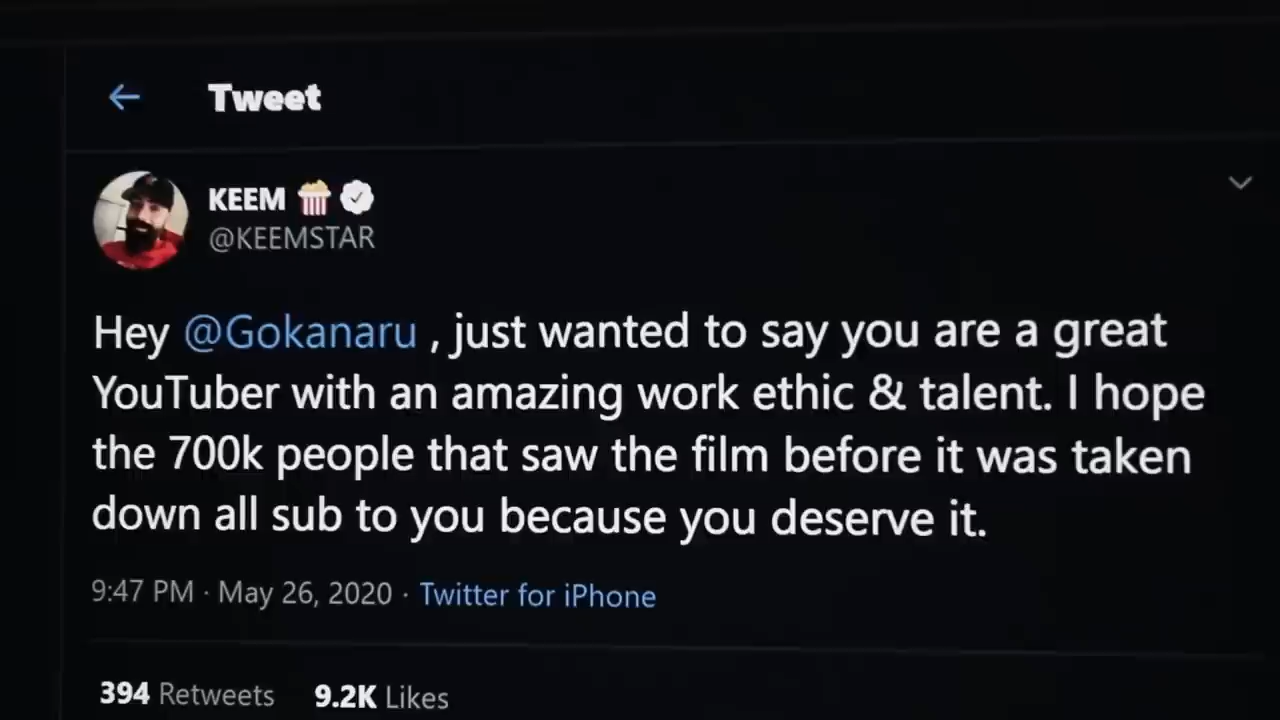 Tweet
KEEM
@KEEMSTAR
Hey @Gokanaru , just wanted to say you are a great
YouTuber with an amazing work ethic & talent. I hope
the 700k people that saw the film before it was taken
down all sub to you because you deserve it.
9:47 PM · May 26, 2020 · Twitter for iPhone
394 Retweets 9.2K Likes